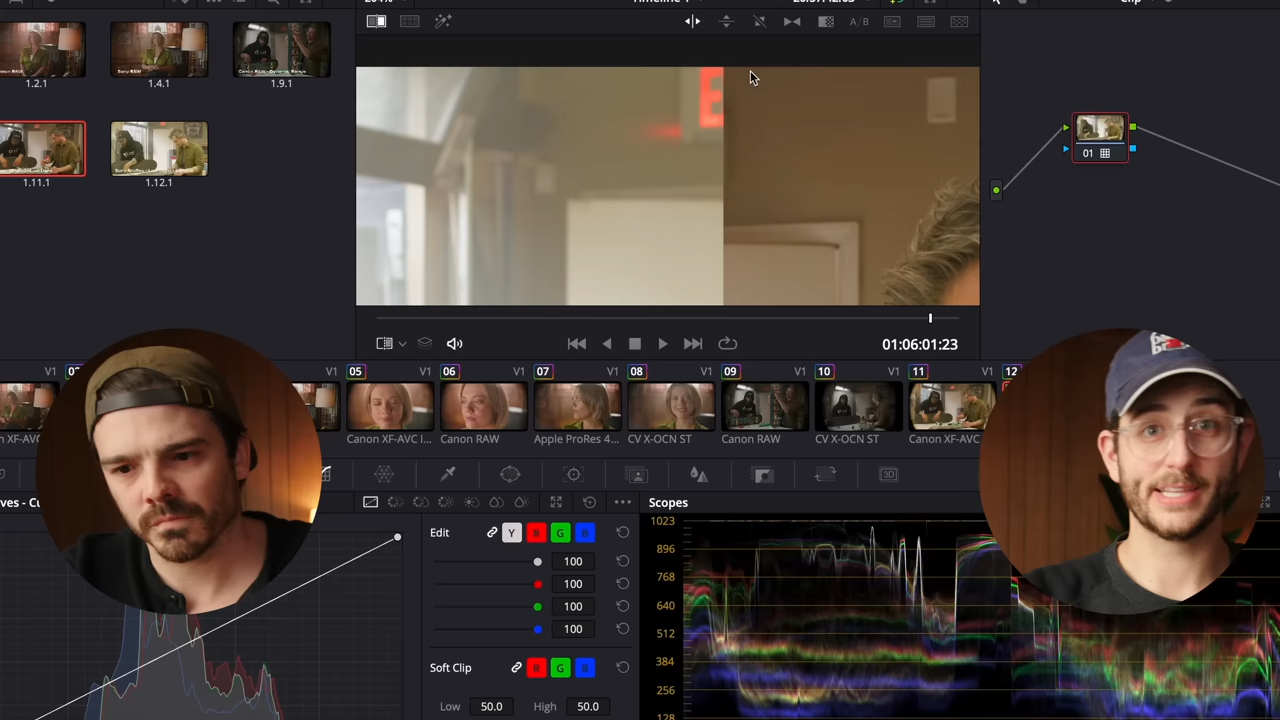 1.2.1
1.4.1
1.9.1
1.11.1
1.12.1
E
01
01:06:01:23
V1
V1
05 V1
06 V1
07 V1
08 V1
09 V1
10 V1
11 V1
12
Canon XF-AVC I...
Canon RAW
Apple ProRes 4...
CV X-OCN ST
Canon RAW
CV X-OCN ST
Canon XF-AVC
3D
Edit
Y R G B
100
100
100
100
Soft Clip
R G B
Low 50.0 High 50.0
Scopes
1023
896
768
640
512
384
256
128
A/B